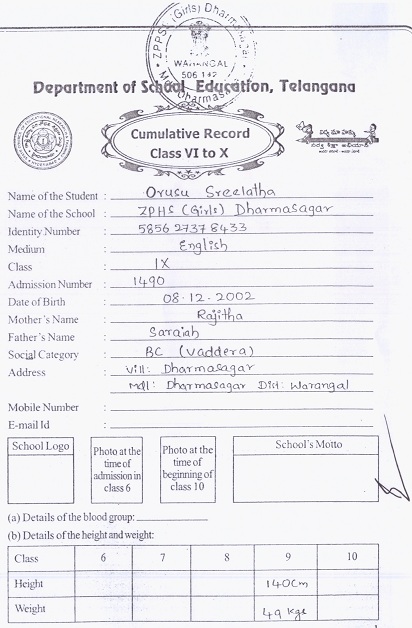 Z.P.P.S.S. (Girls) Dharmasagar
WARANGAL
506 142
Mdl. Dharmasagar
Department of School Education, Telangana
Cumulative Record
Class VI to X
Name of the Student : Orusu Sreelatha
Name of the School : ZPHS (Girls) Dharmasagar
Identity Number : 5856 2737 8433
Medium : English
Class : IX
Admission Number : 1490
Date of Birth : 08.12.2002
Mother's Name : Rajitha
Father's Name : Saraiah
Social Category : BC (Vaddera)
Address : Vill: Dharmasagar
Mdl: Dharmasagar Dist: Warangal
Mobile Number :
E-mail Id :
School Logo
Photo at the
time of
admission in
class 6
Photo at the
time of
beginning of
class 10
School's Motto
(a) Details of the blood group:
(b) Details of the height and weight:
Class 6 7 8 9 10
Height 140cm
Weight 49 kgs